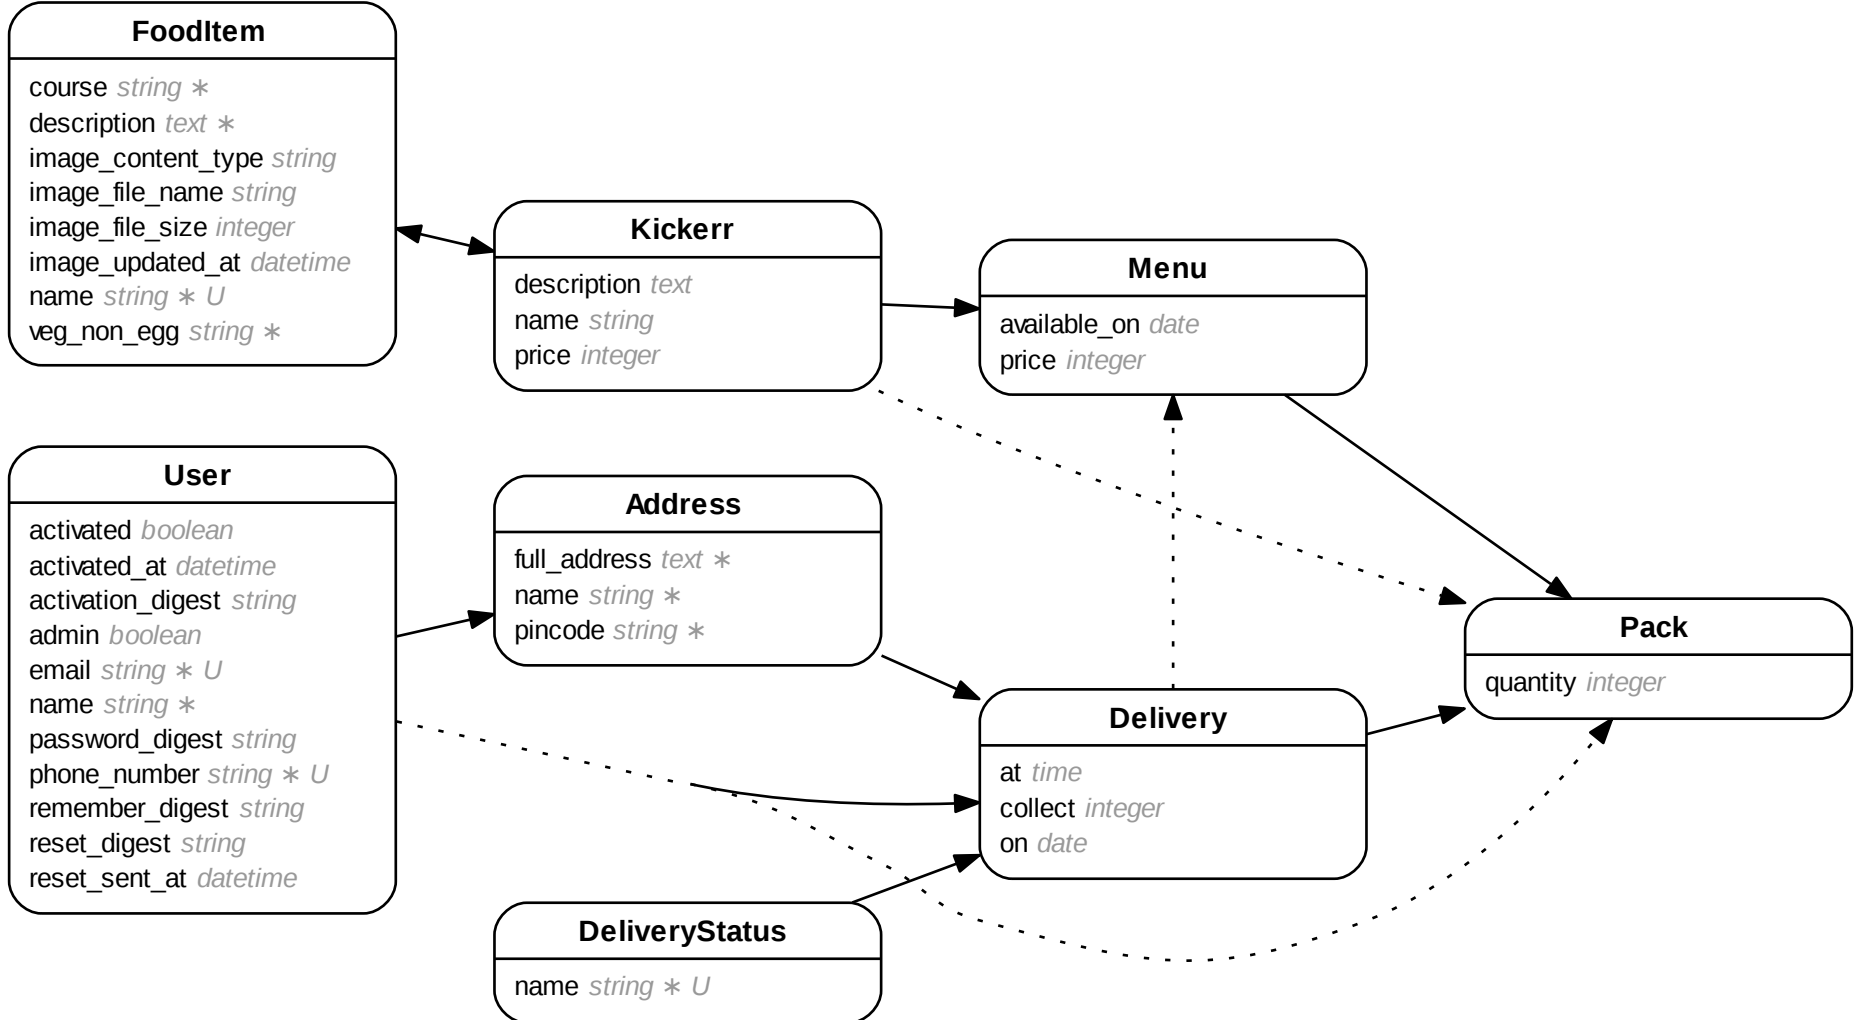 FoodItem
course string ∗
description text ∗
image_content_type string
image_file_name string
image_file_size integer
image_updated_at datetime
name string ∗ U
veg_non_egg string ∗
Kickerr
description text
name string
price integer
Menu
available_on date
price integer
User
activated boolean
activated_at datetime
activation_digest string
admin boolean
email string ∗ U
name string ∗
password_digest string
phone_number string ∗ U
remember_digest string
reset_digest string
reset_sent_at datetime
Address
full_address text ∗
name string ∗
pincode string ∗
Delivery
at time
collect integer
on date
Pack
quantity integer
DeliveryStatus
name string ∗ U